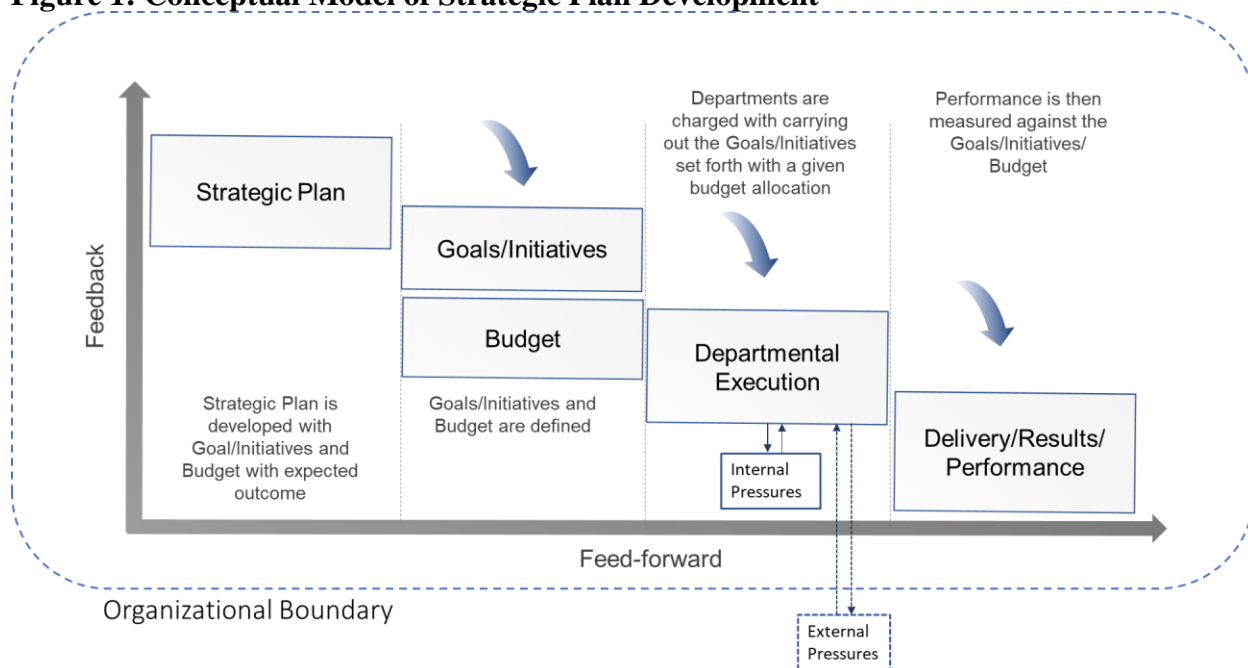 Figure 1: Conceptual Model of Strategic Plan Development
Departments are
charged with carrying
out the Goals/Initiatives
set forth with a given
budget allocation
Performance is then
measured against the
Goals/Initiatives/
Budget
Strategic Plan
Goals/Initiatives
Budget
Departmental
Execution
Delivery/Results/
Performance
Feedback
Strategic Plan is
developed with
Goal/Initiatives and
Budget with expected
outcome
Goals/Initiatives and
Budget are defined
Internal
Pressures
Feed-forward
Organizational Boundary
External
Pressures